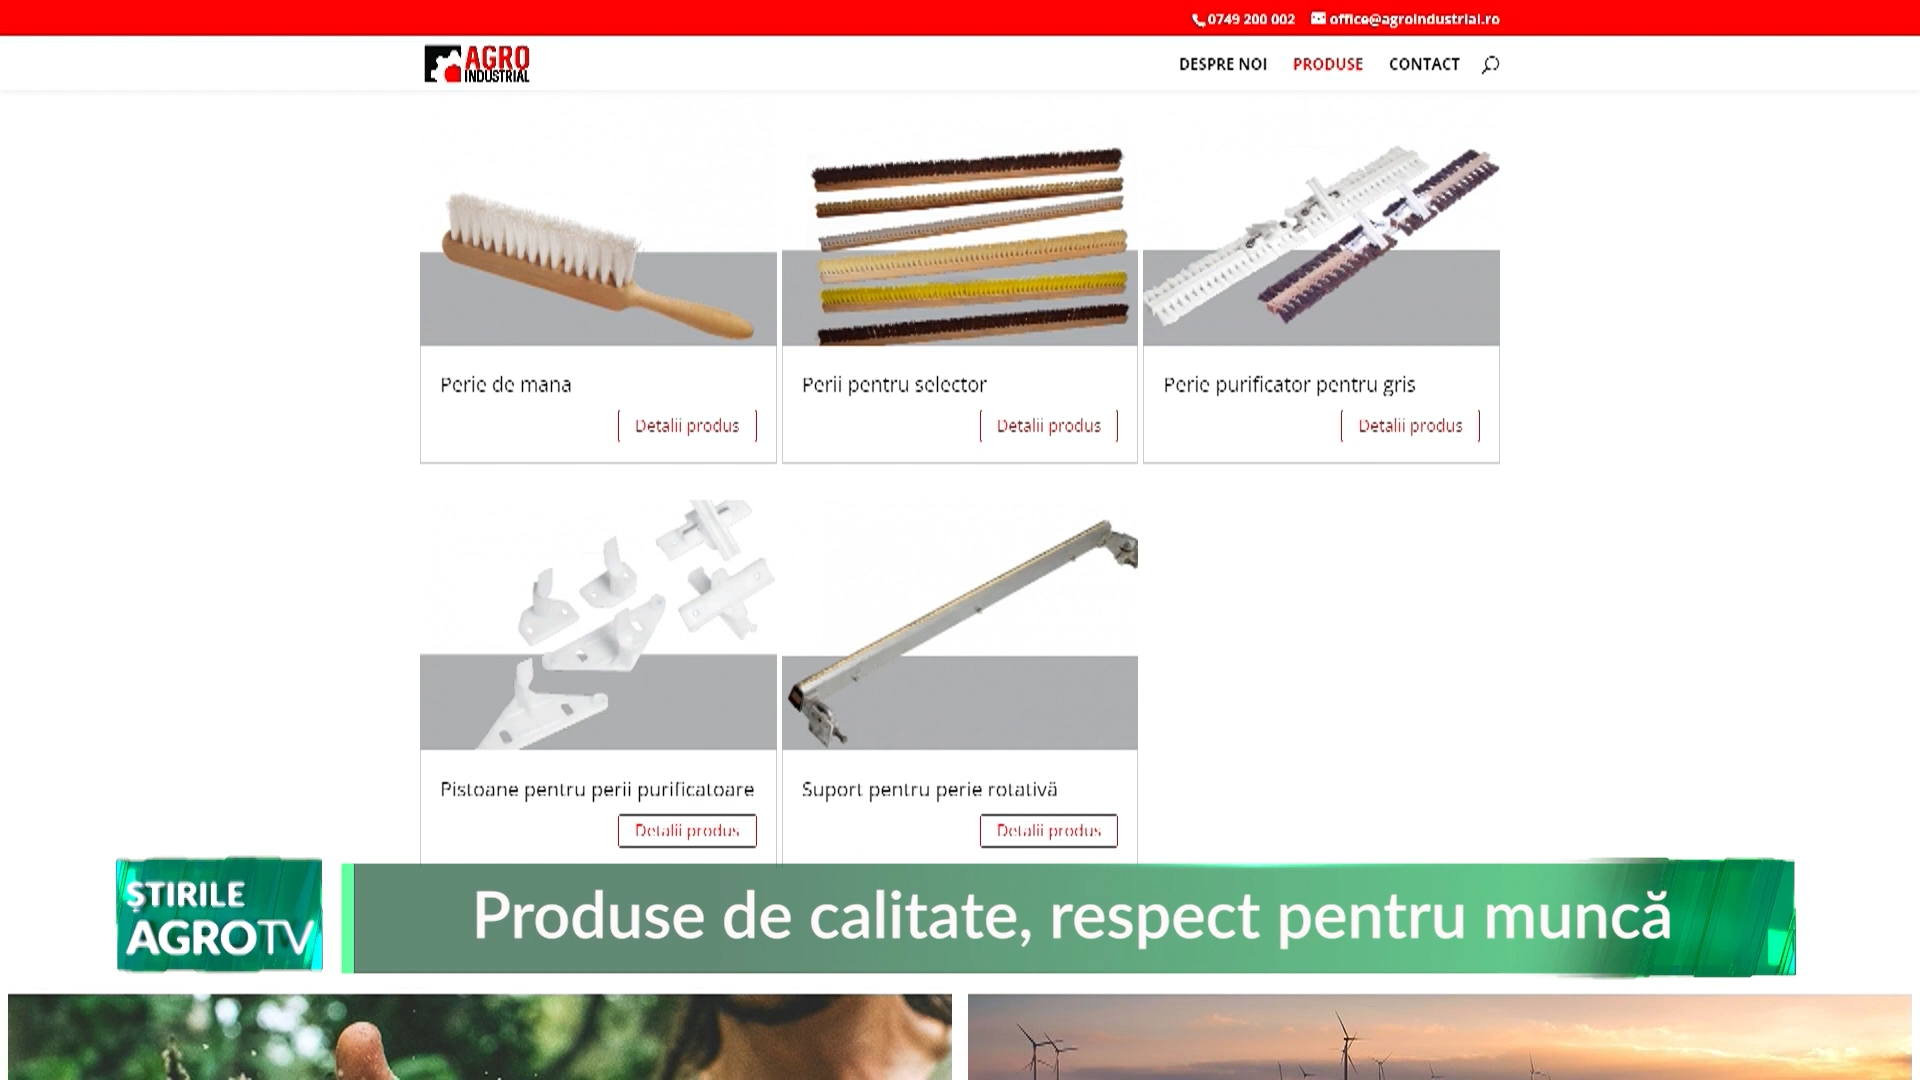 0749 200 002 office@agroindustrial.ro
AGRO
INDUSTRIAL
DESPRE NOI PRODUSE CONTACT
Perie de mana
Detalii produs
Perii pentru selector
Detalii produs
Perie purificator pentru gris
Detalii produs
Pistoane pentru perii purificatoare
Detalii produs
Suport pentru perie rotativă
Detalii produs
ȘTIRILE
AGROTV
Produse de calitate, respect pentru muncă